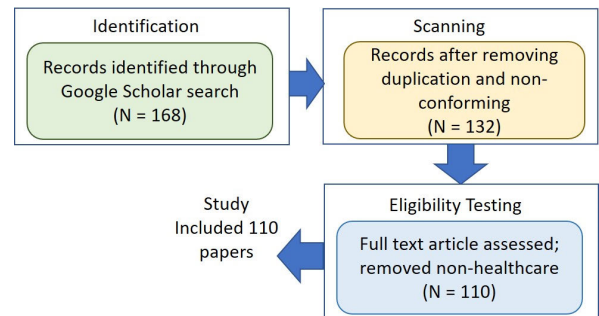 Identification
Records identified through
Google Scholar search
(N = 168)
Scanning
Records after removing
duplication and non-
conforming
(N = 132)
Eligibility Testing
Full text article assessed;
removed non-healthcare
(N = 110)
Study
Included 110
papers